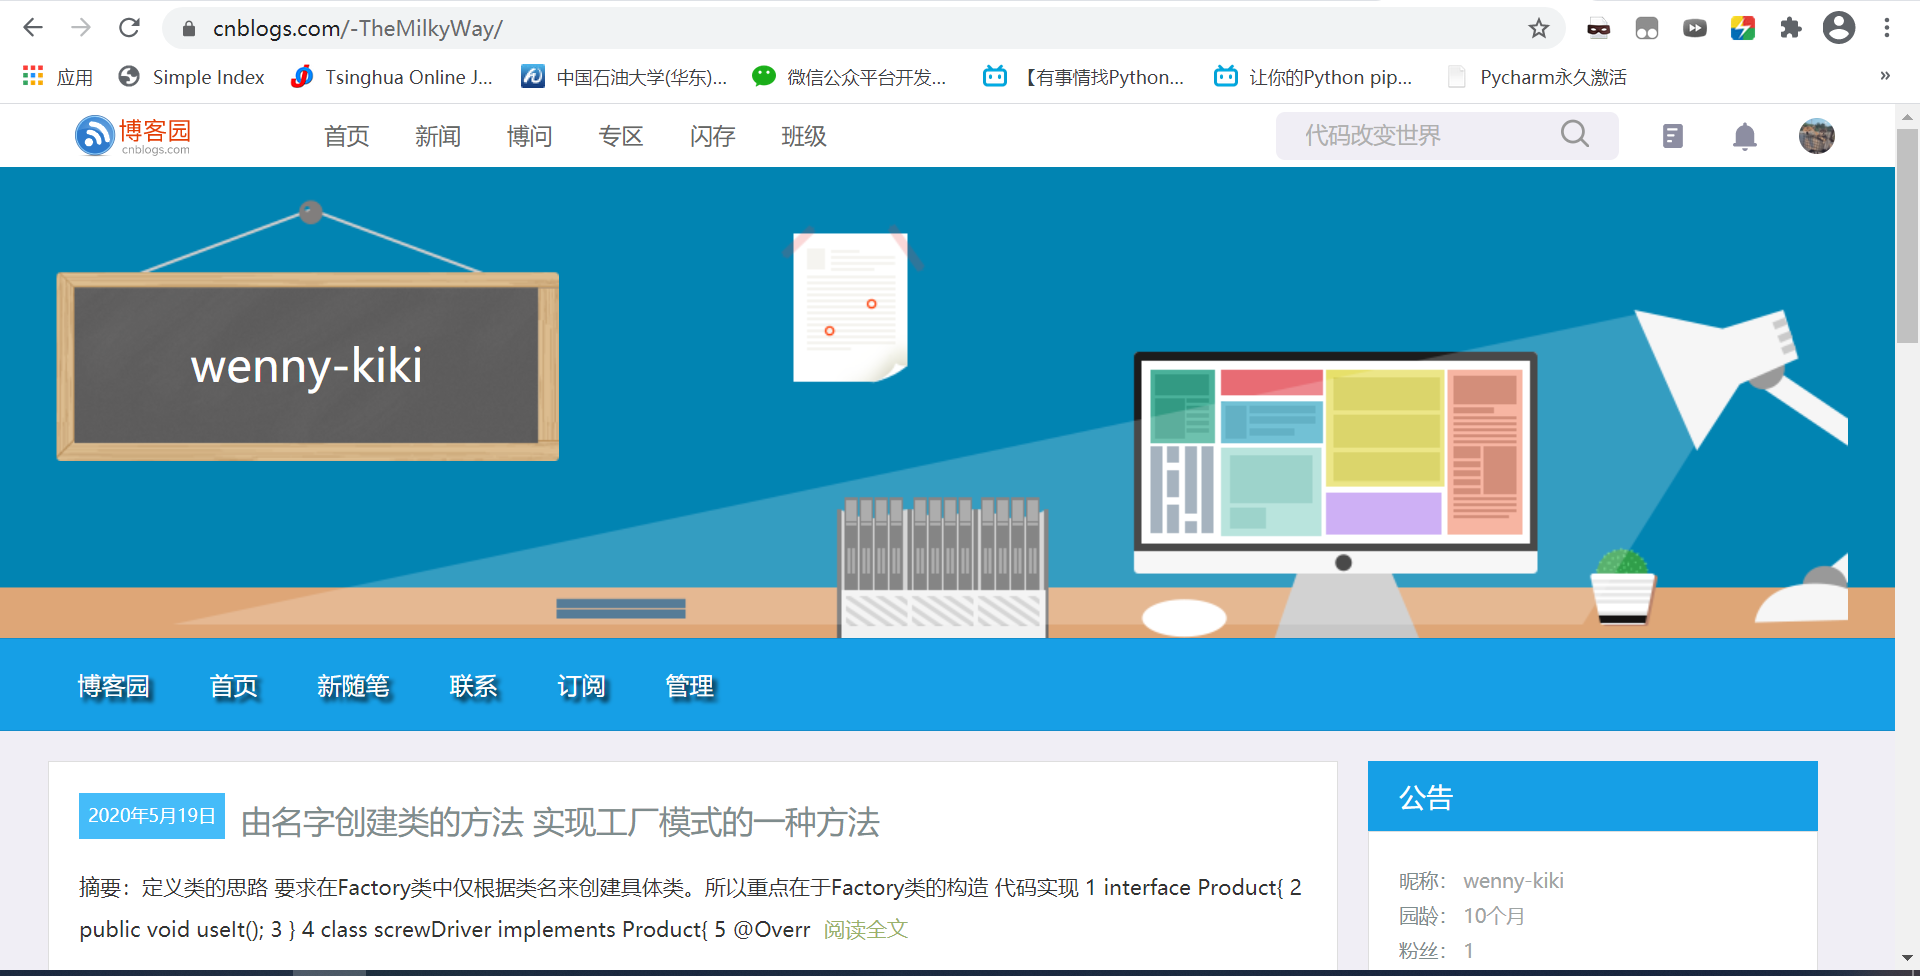 cnblogs.com/-TheMilkyWay/
应用 Simple Index Tsinghua Online J... 中国石油大学(华东)... 微信公众平台开发... 【有事情找Python... 让你的Python pip... Pycharm永久激活 »
博客园 cnblogs.com 首页 新闻 博问 专区 闪存 班级 代码改变世界
wenny-kiki
博客园 首页 新随笔 联系 订阅 管理
2020年5月19日 由名字创建类的方法 实现工厂模式的一种方法
摘要：定义类的思路 要求在Factory类中仅根据类名来创建具体类。所以重点在于Factory类的构造 代码实现 1 interface Product{ 2
public void useIt(); 3 } 4 class screwDriver implements Product{ 5 @Overr 阅读全文
公告
昵称： wenny-kiki
园龄： 10个月
粉丝： 1